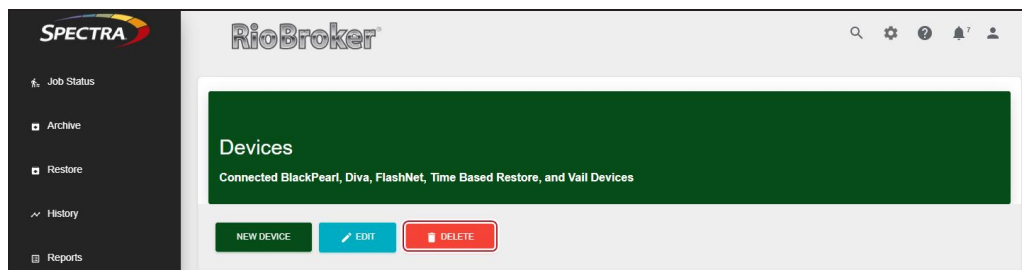 SPECTRA
RioBroker®
7
Job Status
Archive
Restore
History
Reports
Devices
Connected BlackPearl, Diva, FlashNet, Time Based Restore, and Vail Devices
NEW DEVICE
EDIT
DELETE